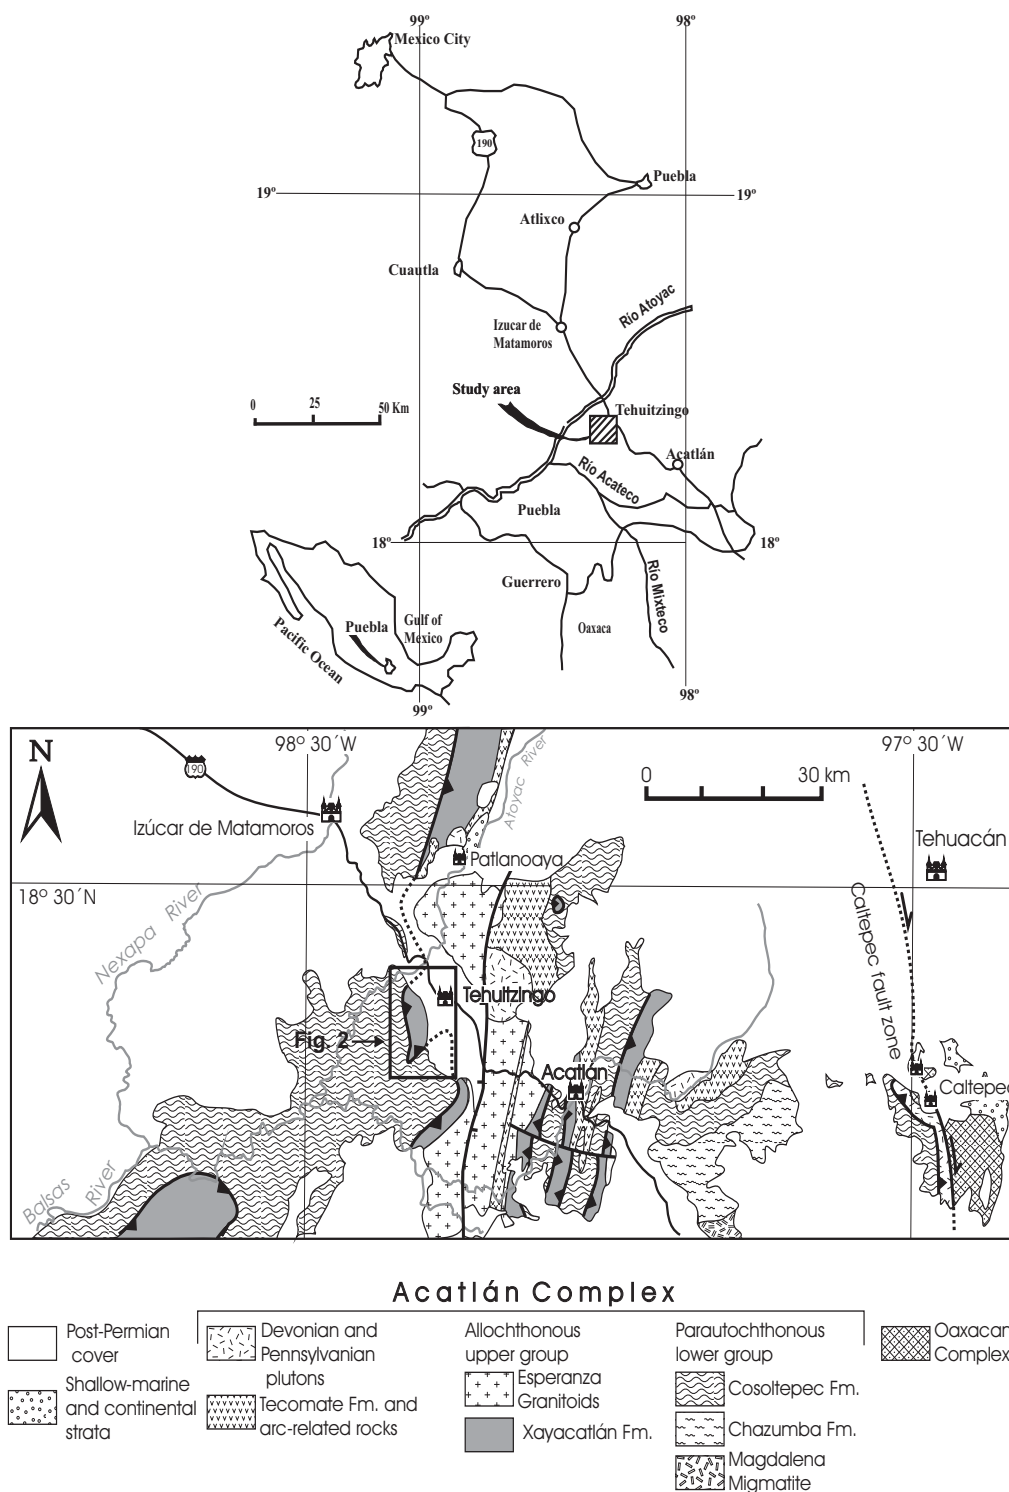 99º
98º
Mexico City
190
Puebla
19º
19º
Atlixco
Cuautla
Río Atoyac
Izucar de
Matamoros
Study area
0
25
50 Km
Tehuitzingo
Acatlán
Río Acateco
Puebla
18º
18º
Guerrero
Río Mixteco
Oaxaca
Gulf of
Mexico
Puebla
Pacific Ocean
98º
99º
N
98º 30´W
97º 30´W
190
0
30 km
Atoyac River
Izúcar de Matamoros
Tehuacán
Patlanoaya
18º 30´N
Nexapa River
Caltepec fault zone
Tehuitzingo
Fig. 2
Acatlán
Caltepec
Balsas
River
Acatlán Complex
Post-Permian
cover
Devonian and
Pennsylvanian
plutons
Allochthonous
upper group
Parautochthonous
lower group
Oaxacan
Complex
Shallow-marine
and continental
strata
Tecomate Fm. and
arc-related rocks
Esperanza
Granitoids
Xayacatlán Fm.
Cosoltepec Fm.
Chazumba Fm.
Magdalena
Migmatite